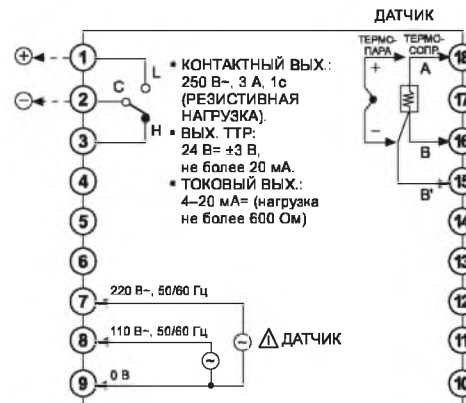 ДАТЧИК
ТЕРМО-
ПАРА
ТЕРМО-
СОПР.
⊕
1
L
C
⊖
2
H
3
• КОНТАКТНЫЙ ВЫХ.:
250 В~, 3 А, 1с
(РЕЗИСТИВНАЯ
НАГРУЗКА).
• ВЫХ. ТТР:
24 В= ±3 В,
не более 20 мА.
• ТОКОВЫЙ ВЫХ.:
4–20 мА= (нагрузка
не более 600 Ом)
+
A
–
B
B'
18
17
16
15
14
13
12
11
10
4
5
6
7
220 В~, 50/60 Гц
8
110 В~, 50/60 Гц
9
0 В
~
~
⚠ ДАТЧИК